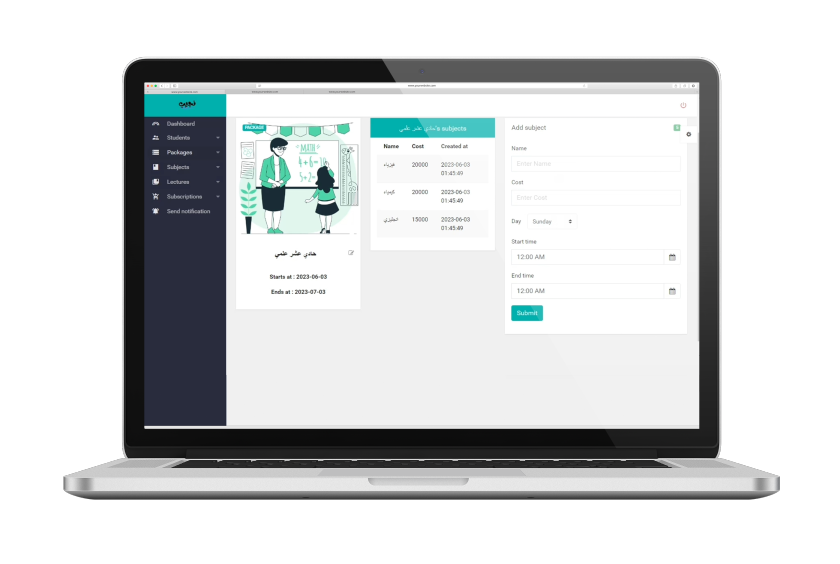 Dashboard
Students
Packages
Subjects
Lectures
Subscriptions
Send notification
PACKAGE
MATH
حادي عشر علمي
Starts at : 2023-06-03
Ends at : 2023-07-03
حادي عشر علمي's subjects
Name Cost Created at
فيزياء 20000 2023-06-03
01:45:49
كيمياء 20000 2023-06-03
01:45:49
انجليزي 15000 2023-06-03
01:45:49
Add subject
Name
Enter Name
Cost
Enter Cost
Day Sunday
Start time
12:00 AM
End time
12:00 AM
Submit